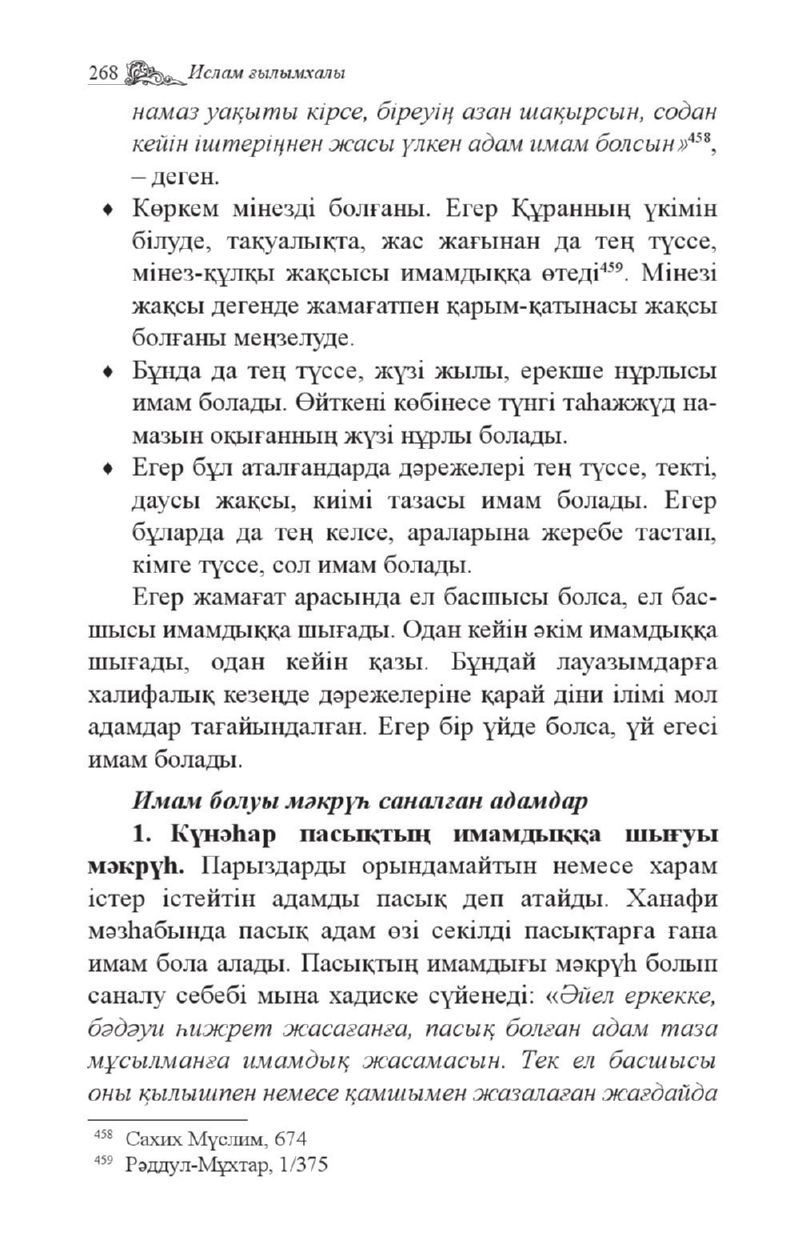 268 Ислам ғылымхалы
намаз уақыты кірсе, біреуің азан шақырсын, содан
кейін іштеріңнен жасы үлкен адам имам болсын»⁴⁵⁸,
– деген.
♦ Көркем мінезді болғаны. Егер Құранның үкімін
білуде, тақуалықта, жас жағынан да тең түссе,
мінез-құлқы жақсысы имамдыққа өтеді⁴⁵⁹. Мінезі
жақсы дегенде жамағатпен қарым-қатынасы жақсы
болғаны меңзелуде.
♦ Бұнда да тең түссе, жүзі жылы, ерекше нұрлысы
имам болады. Өйткені көбінесе түнгі таһажжүд на-
мазын оқығанның жүзі нұрлы болады.
♦ Егер бұл аталғандарда дәрежелері тең түссе, текті,
даусы жақсы, киімі тазасы имам болады. Егер
бұларда да тең келсе, араларына жеребе тастап,
кімге түссе, сол имам болады.
Егер жамағат арасында ел басшысы болса, ел бас-
шысы имамдыққа шығады. Одан кейін әкім имамдыққа
шығады, одан кейін қазы. Бұндай лауазымдарға
халифалық кезеңде дәрежелеріне қарай діни ілімі мол
адамдар тағайындалған. Егер бір үйде болса, үй егесі
имам болады.
Имам болуы мәкрүһ саналған адамдар
1. Күнәһар пасықтың имамдыққа шығуы
мәкрүһ. Парыздарды орындамайтын немесе харам
істер істейтін адамды пасық деп атайды. Ханафи
мәзһабында пасық адам өзі секілді пасықтарға ғана
имам бола алады. Пасықтың имамдығы мәкрүһ болып
саналу себебі мына хадиске сүйенеді: «Әйел еркекке,
бәдәуи һижрет жасағанға, пасық болған адам таза
мұсылманға имамдық жасамасын. Тек ел басшысы
оны қылышпен немесе қамшымен жазалаған жағдайда
⁴⁵⁸ Сахих Мүслим, 674
⁴⁵⁹ Рәддул-Мұхтар, 1/375